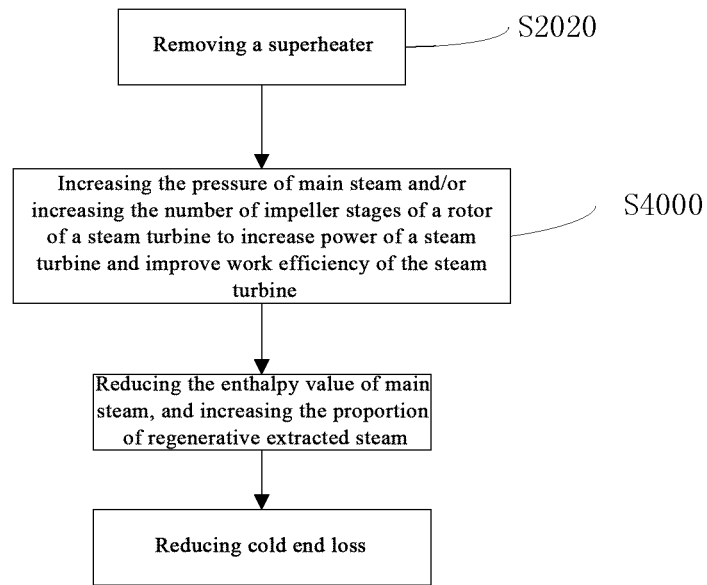 Removing a superheater
S2020
Increasing the pressure of main steam and/or
increasing the number of impeller stages of a rotor
of a steam turbine to increase power of a steam
turbine and improve work efficiency of the steam
turbine
S4000
Reducing the enthalpy value of main
steam, and increasing the proportion
of regenerative extracted steam
Reducing cold end loss